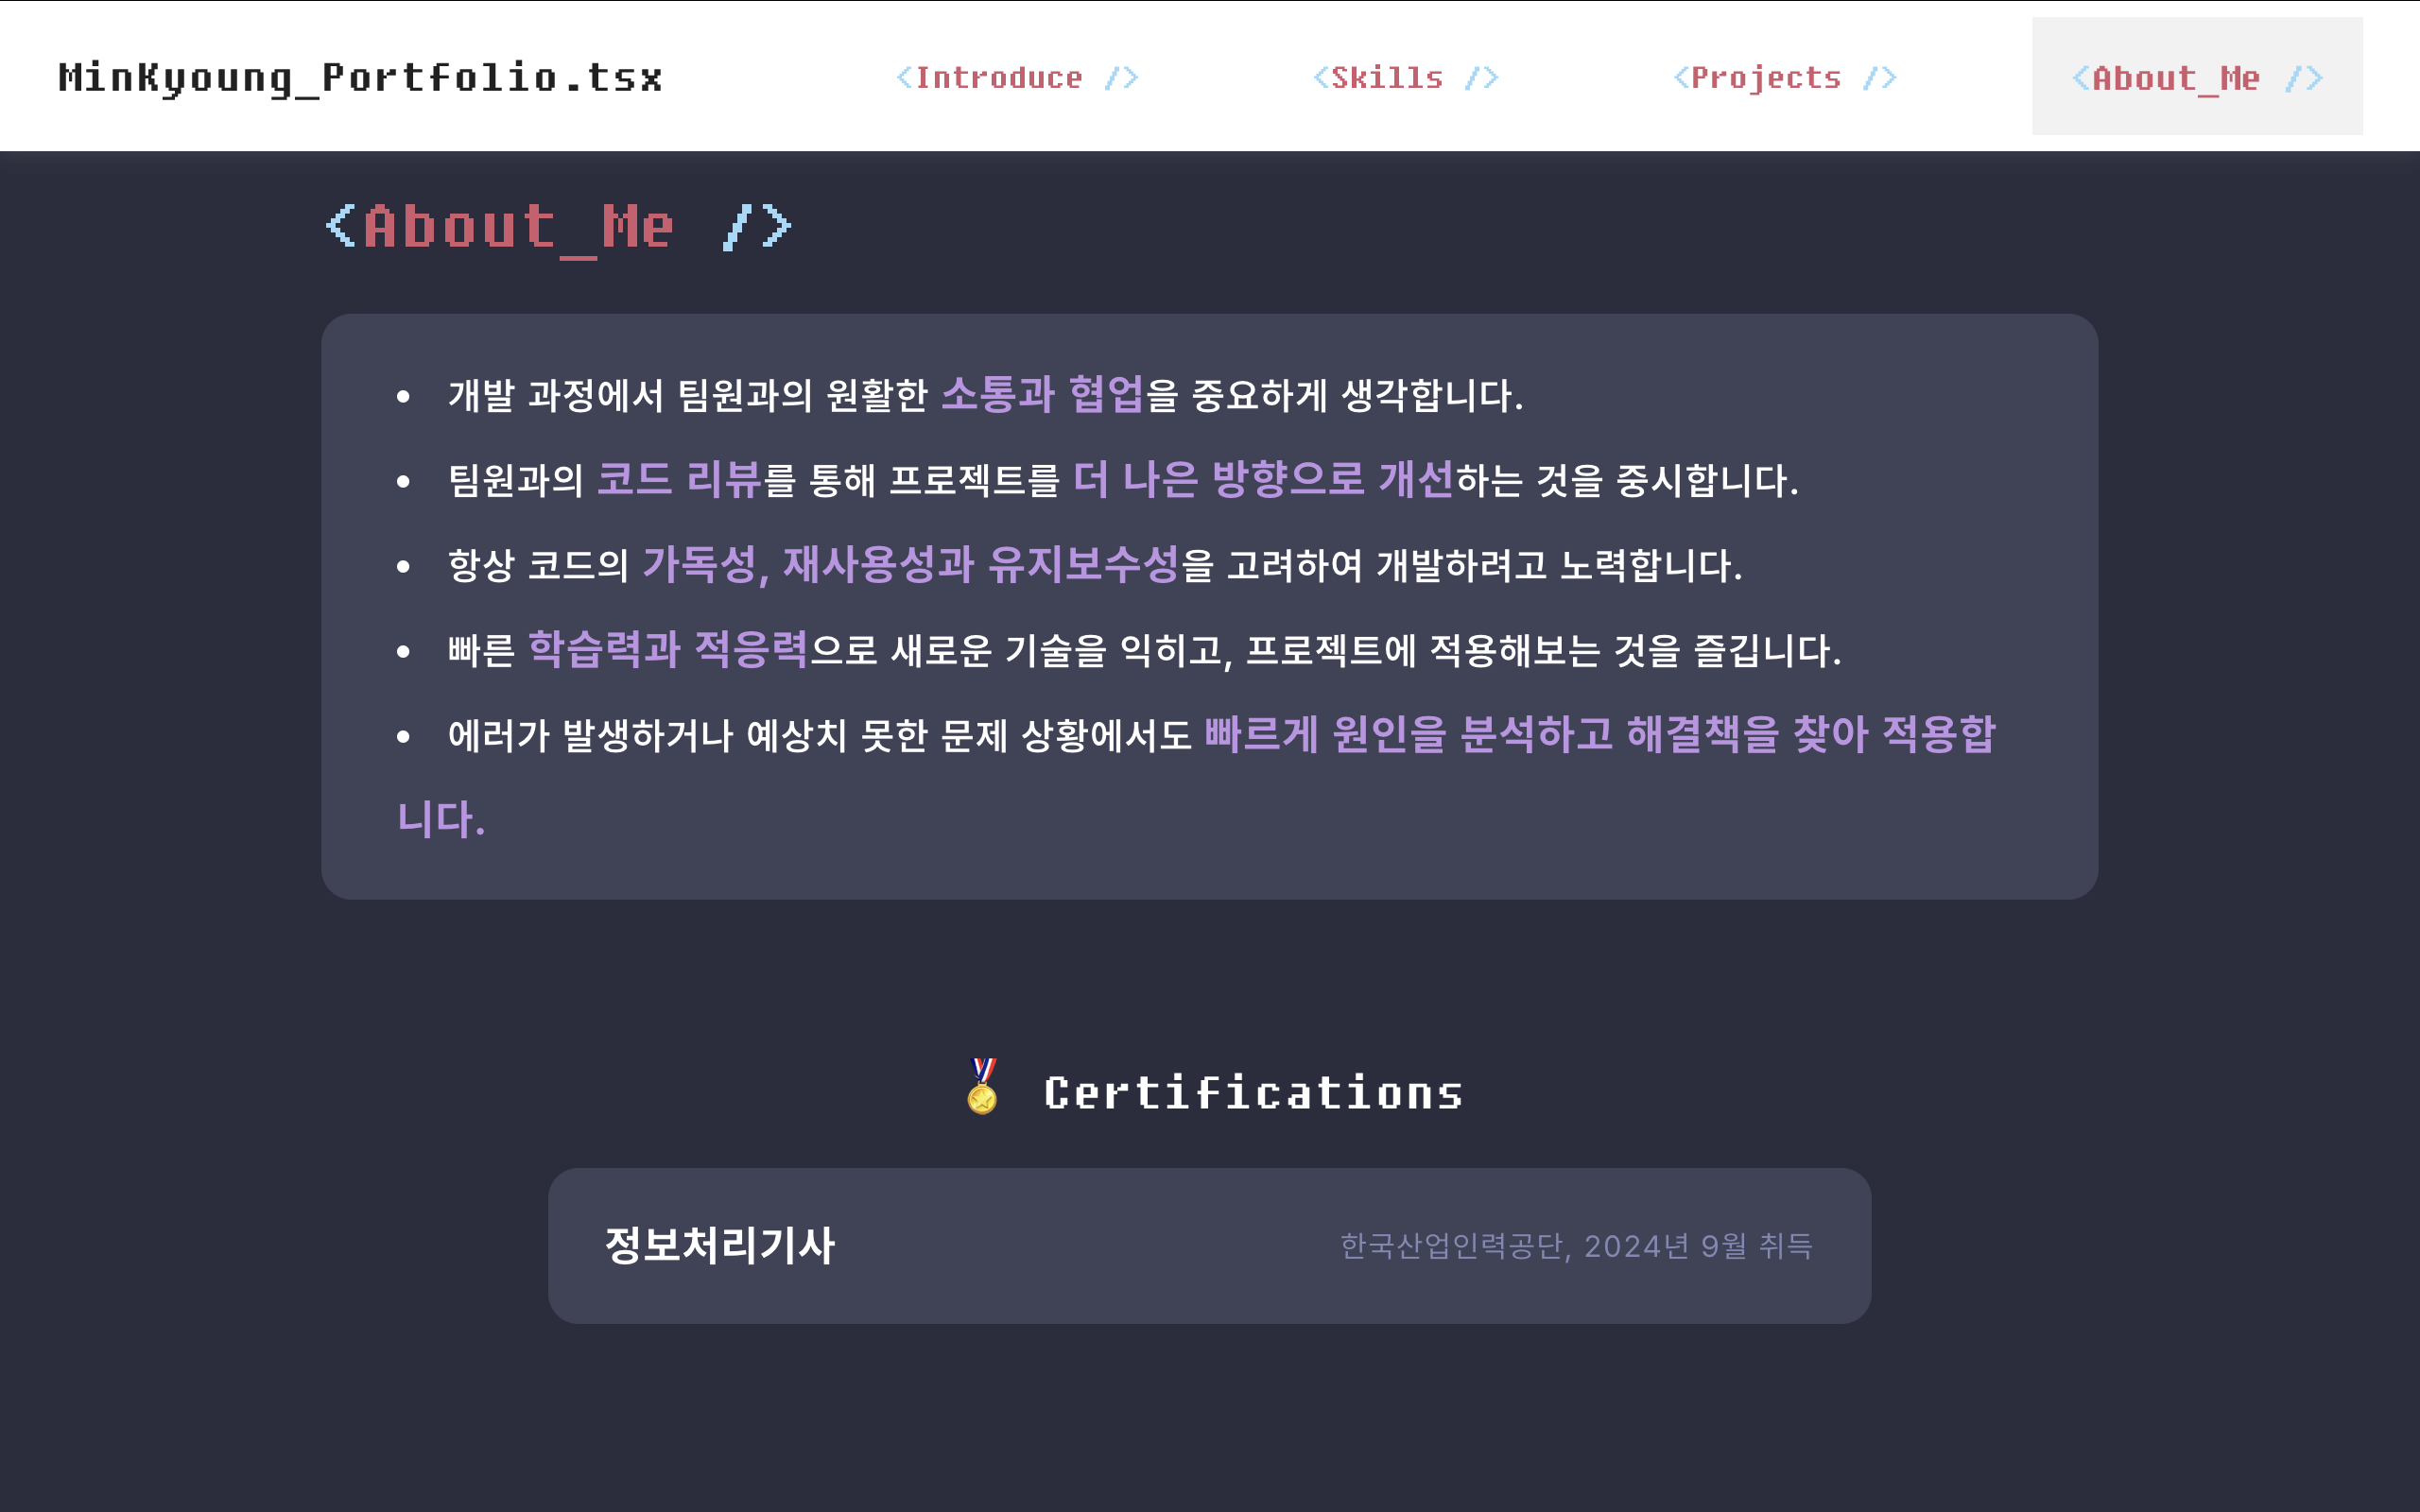 MinKyoung_Portfolio.tsx
<Introduce />
<Skills />
<Projects />
<About_Me />
<About_Me />
• 개발 과정에서 팀원과의 원활한 소통과 협업을 중요하게 생각합니다.
• 팀원과의 코드 리뷰를 통해 프로젝트를 더 나은 방향으로 개선하는 것을 중시합니다.
• 항상 코드의 가독성, 재사용성과 유지보수성을 고려하여 개발하려고 노력합니다.
• 빠른 학습력과 적응력으로 새로운 기술을 익히고, 프로젝트에 적용해보는 것을 즐깁니다.
• 에러가 발생하거나 예상치 못한 문제 상황에서도 빠르게 원인을 분석하고 해결책을 찾아 적용합
니다.
Certifications
정보처리기사
한국산업인력공단, 2024년 9월 취득